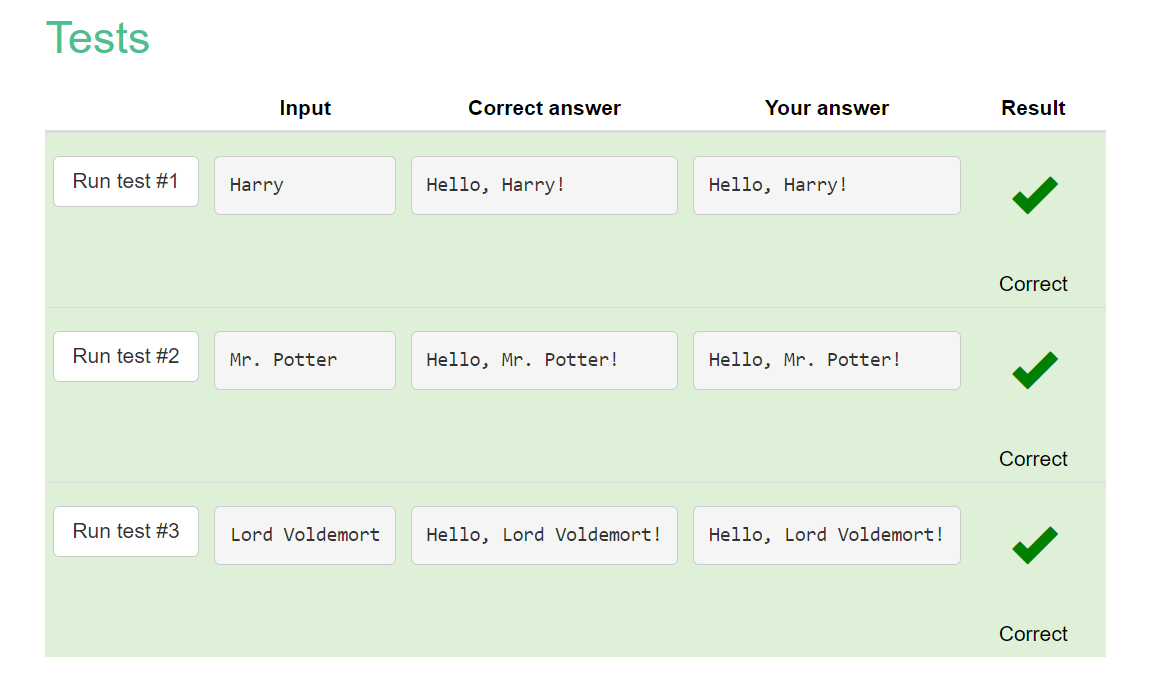 Tests
Input Correct answer Your answer Result
Run test #1 Harry Hello, Harry! Hello, Harry!
Correct
Run test #2 Mr. Potter Hello, Mr. Potter! Hello, Mr. Potter!
Correct
Run test #3 Lord Voldemort Hello, Lord Voldemort! Hello, Lord Voldemort!
Correct